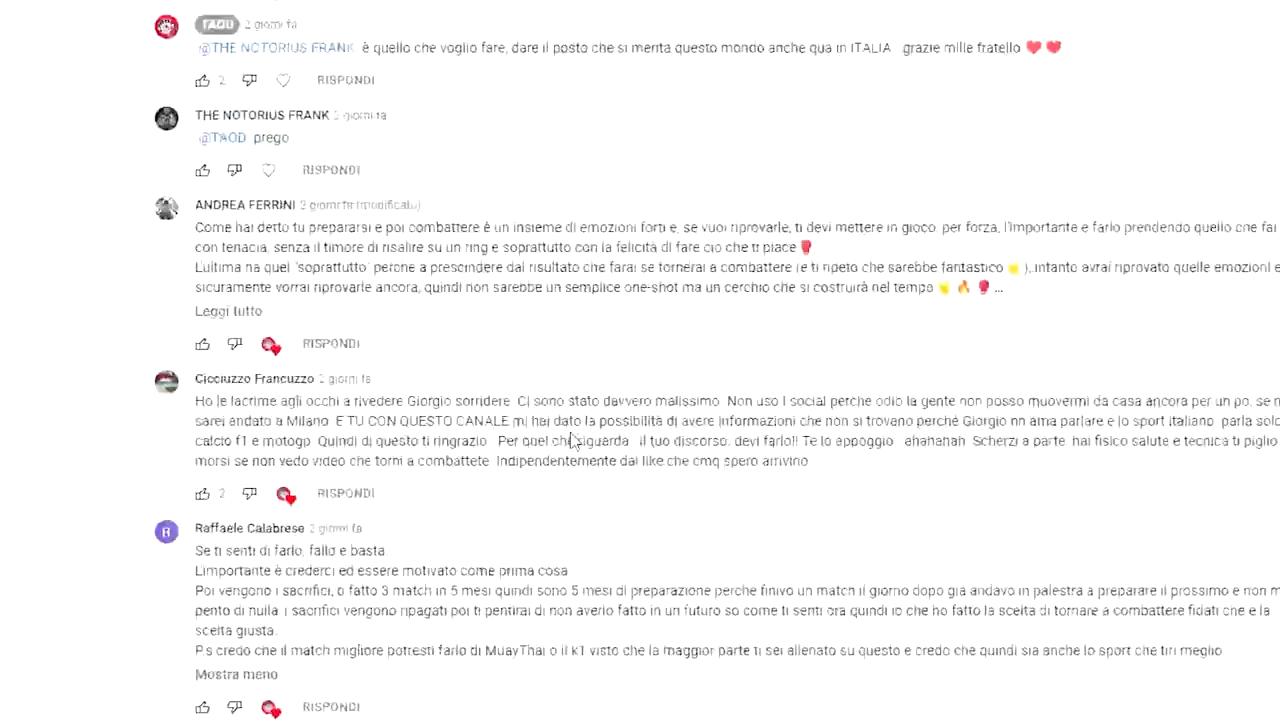 TAOD 2 giorni fa
@THE NOTORIUS FRANK è quello che voglio fare, dare il posto che si merita questo mondo anche qua in ITALIA grazie mille fratello
2 RISPONDI
THE NOTORIUS FRANK 2 giorni fa
@TAOD prego
RISPONDI
ANDREA FERRINI 2 giorni fa (modificato)
Come hai detto tu prepararsi e poi combattere è un insieme di emozioni forti e, se vuoi riprovarle, ti devi mettere in gioco, per forza, l'importante è farlo prendendo quello che fai
con tenacia, senza il timore di risalire su un ring e soprattutto con la felicità di fare ciò che ti piace
L'ultima ha quel "soprattutto" perché a prescindere dal risultato che farai se tornerai a combattere (e ti ripeto che sarebbe fantastico ), intanto avrai riprovato quelle emozioni e
sicuramente vorrai riprovarle ancora, quindi non sarebbe un semplice one-shot ma un cerchio che si costruirà nel tempo ...
Leggi tutto
RISPONDI
Cicciuzzo Francuzzo 2 giorni fa
Ho le lacrime agli occhi a rivedere Giorgio sorridere. Ci sono stato davvero malissimo. Non uso I social perche odio la gente non posso muovermi da casa ancora per un po, se n
sarei andato a Milano. E TU CON QUESTO CANALE mi hai dato la possibilità di avere informazioni che non si trovano perchè Giorgio nn ama parlare e lo sport italiano parla solo
calcio f1 e motogp. Quindi di questo ti ringrazio. Per quel che riguarda il tuo discorso, devi farlo!! Te lo appoggio ahahahah. Scherzi a parte hai fisico salute e tecnica ti piglio
morsi se non vedo video che torni a combattete. Indipendentemente dai like che cmq spero arrivino
2 RISPONDI
Raffaele Calabrese 2 giorni fa
Se ti senti di farlo, fallo e basta.
L'importante è crederci ed essere motivato come prima cosa
Poi vengono i sacrifici, o fatto 3 match in 5 mesi quindi sono 5 mesi di preparazione perche finivo un match il giorno dopo già andavo in palestra a preparare il prossimo e non m
pento di nulla i sacrifici vengono ripagati poi ti pentirai di non averlo fatto in un futuro so come ti senti ora quindi io che ho fatto la scelta di tornare a combattere fidati che e la
scelta giusta.
P.s credo che il match migliore potresti farlo di MuayThai o il k1 visto che la maggior parte ti sei allenato su questo e credo che quindi sia anche lo sport che tiri meglio
Mostra meno
RISPONDI